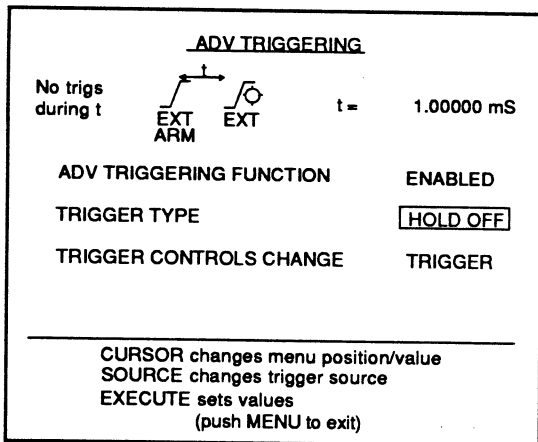 ADV TRIGGERING
t
No trigs
during t
EXT
ARM
EXT
t = 1.00000 mS
ADV TRIGGERING FUNCTION ENABLED
TRIGGER TYPE HOLD OFF
TRIGGER CONTROLS CHANGE TRIGGER
CURSOR changes menu position/value
SOURCE changes trigger source
EXECUTE sets values
(push MENU to exit)